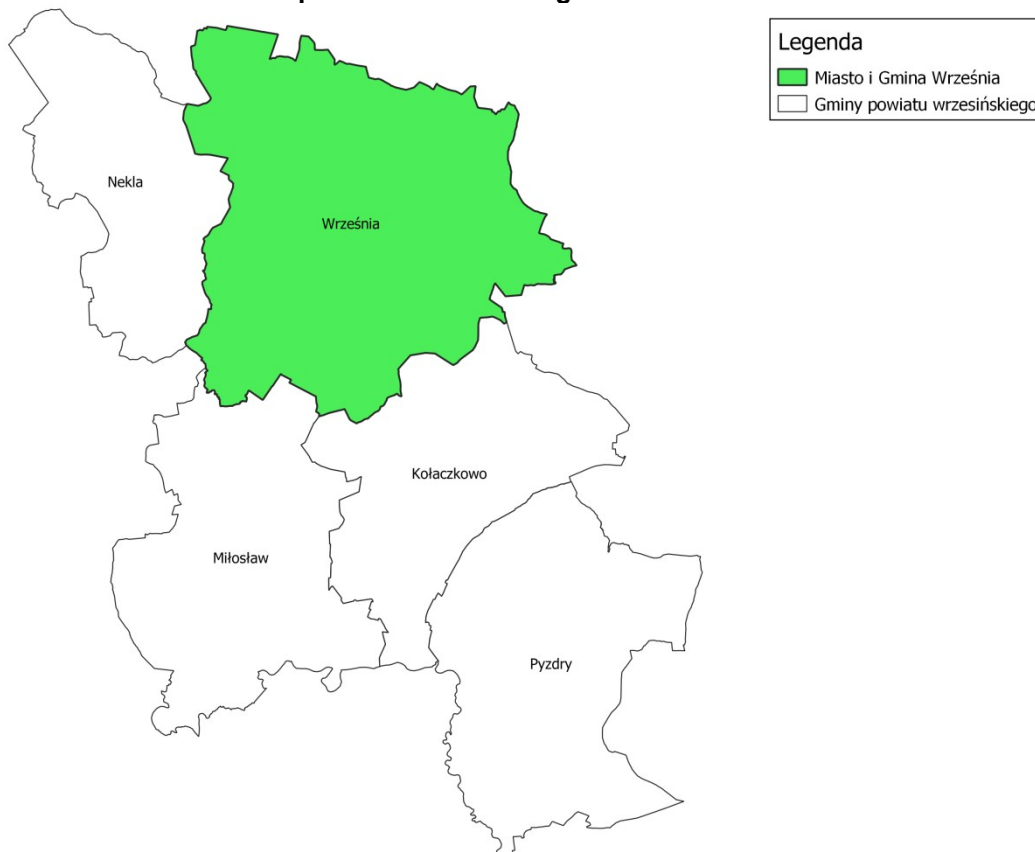 Legenda
Miasto i Gmina Września
Gminy powiatu wrzesińskiego
Nekla
Września
Kołaczkowo
Miłosław
Pyzdry